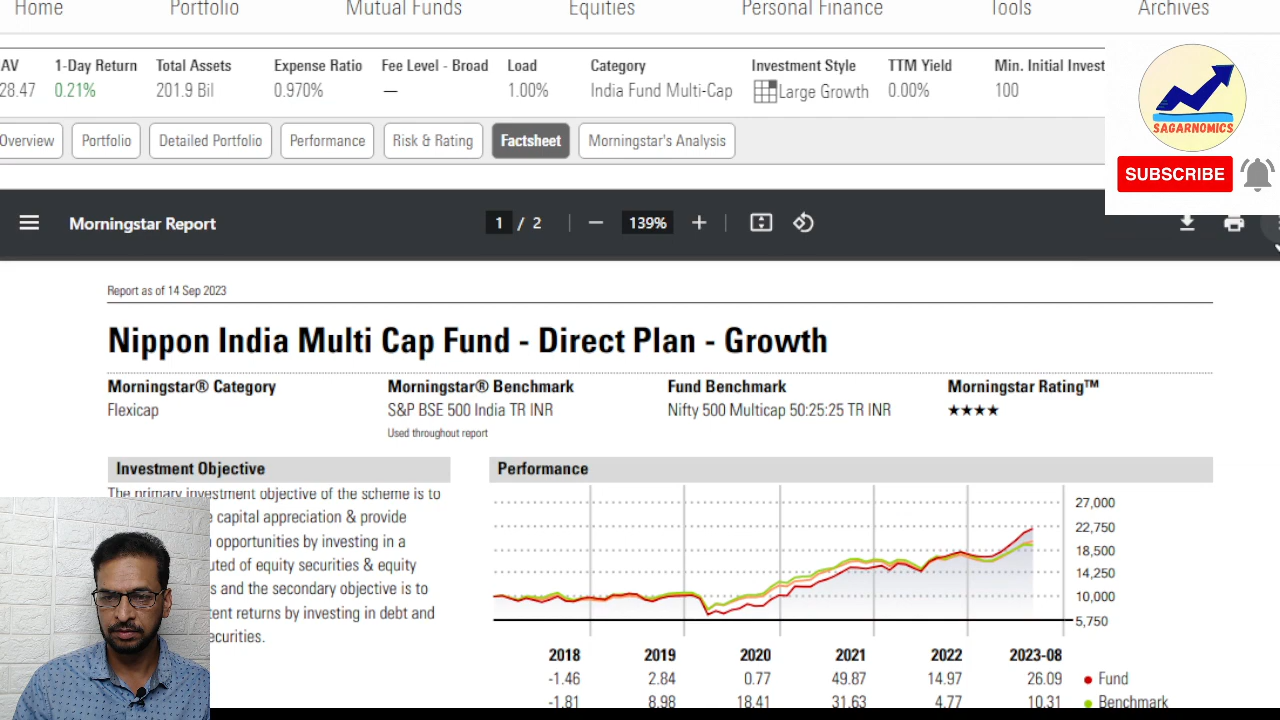 Home Portfolio Mutual Funds Equities Personal Finance Tools Archives
AV 1-Day Return Total Assets Expense Ratio Fee Level - Broad Load Category Investment Style TTM Yield Min. Initial Invest
28.47 0.21% 201.9 Bil 0.970% — 1.00% India Fund Multi-Cap Large Growth 0.00% 100
SAGARNOMICS
SUBSCRIBE
Overview Portfolio Detailed Portfolio Performance Risk & Rating Factsheet Morningstar's Analysis
Morningstar Report 1 / 2 — 139% +
Report as of 14 Sep 2023
Nippon India Multi Cap Fund - Direct Plan - Growth
Morningstar® Category Morningstar® Benchmark Fund Benchmark Morningstar Rating™
Flexicap S&P BSE 500 India TR INR Nifty 500 Multicap 50:25:25 TR INR ★★★★
Used throughout report
Investment Objective
The primary investment objective of the scheme is to
e capital appreciation & provide
opportunities by investing in a
uted of equity securities & equity
s and the secondary objective is to
ent returns by investing in debt and
ecurities.
Performance
27,000
22,750
18,500
14,250
10,000
5,750
2018 2019 2020 2021 2022 2023-08
-1.46 2.84 0.77 49.87 14.97 26.09 Fund
-1.81 8.98 18.41 31.63 4.77 10.31 Benchmark